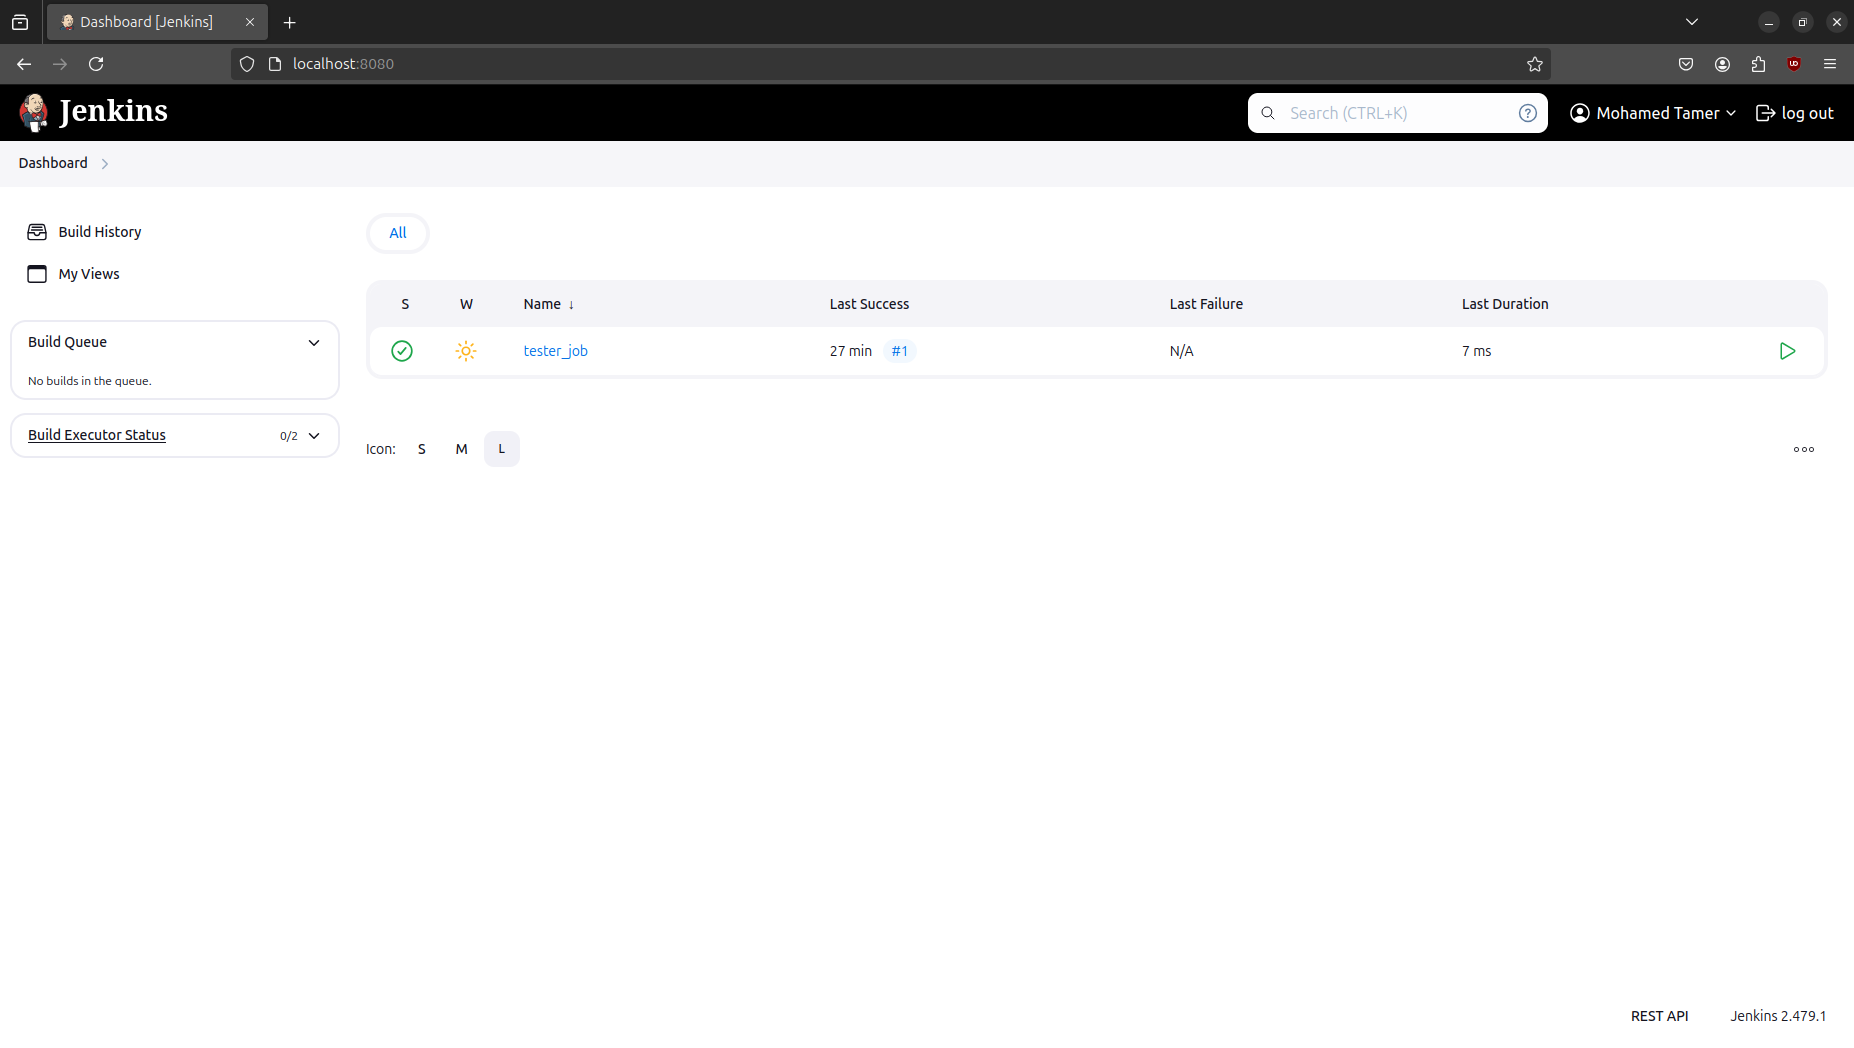 Dashboard [Jenkins]
localhost:8080
Jenkins
Search (CTRL+K)
Mohamed Tamer
log out
Dashboard
Build History
My Views
Build Queue
No builds in the queue.
Build Executor Status 0/2
All
S W Name ↓ Last Success Last Failure Last Duration
tester_job 27 min #1 N/A 7 ms
Icon: S M L
REST API Jenkins 2.479.1